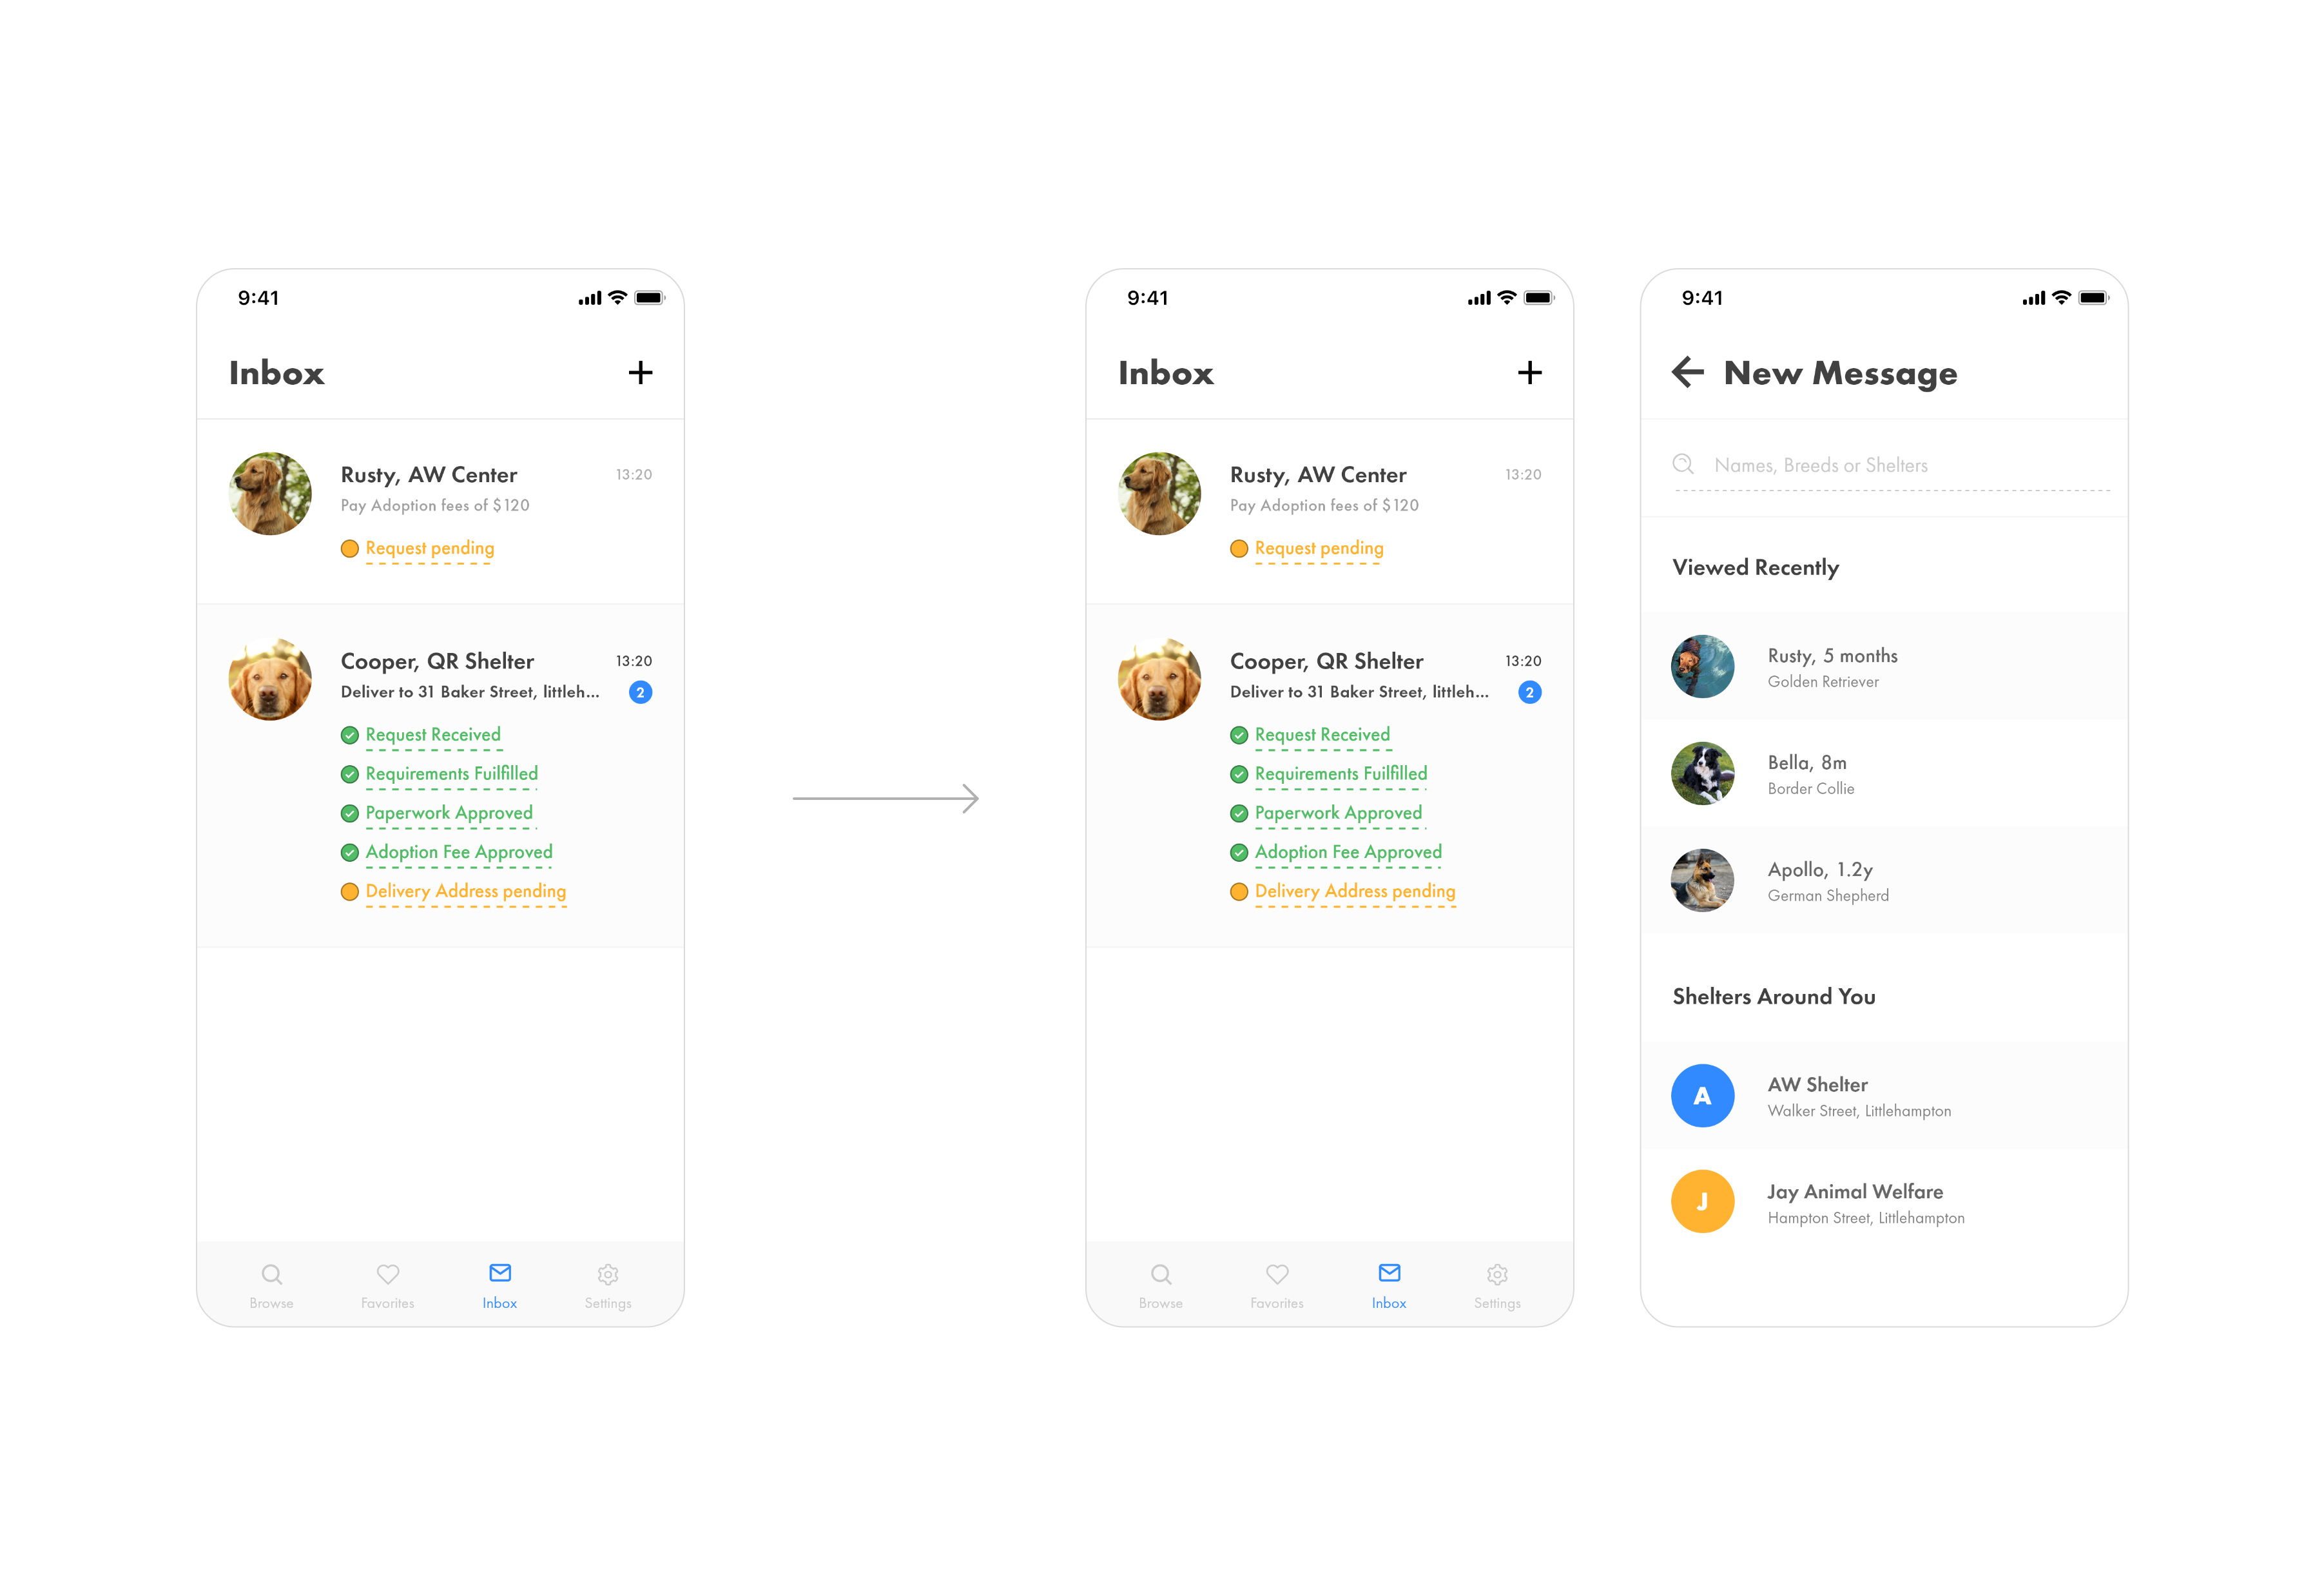 9:41
Inbox
Rusty, AW Center
13:20
Pay Adoption fees of $120
Request pending
Cooper, QR Shelter
13:20
Deliver to 31 Baker Street, littleh...
2
Request Received
Requirements Fuilfilled
Paperwork Approved
Adoption Fee Approved
Delivery Address pending
Browse
Favorites
Inbox
Settings
9:41
Inbox
Rusty, AW Center
13:20
Pay Adoption fees of $120
Request pending
Cooper, QR Shelter
13:20
Deliver to 31 Baker Street, littleh...
2
Request Received
Requirements Fuilfilled
Paperwork Approved
Adoption Fee Approved
Delivery Address pending
Browse
Favorites
Inbox
Settings
9:41
New Message
Names, Breeds or Shelters
Viewed Recently
Rusty, 5 months
Golden Retriever
Bella, 8m
Border Collie
Apollo, 1.2y
German Shepherd
Shelters Around You
A
AW Shelter
Walker Street, Littlehampton
J
Jay Animal Welfare
Hampton Street, Littlehampton